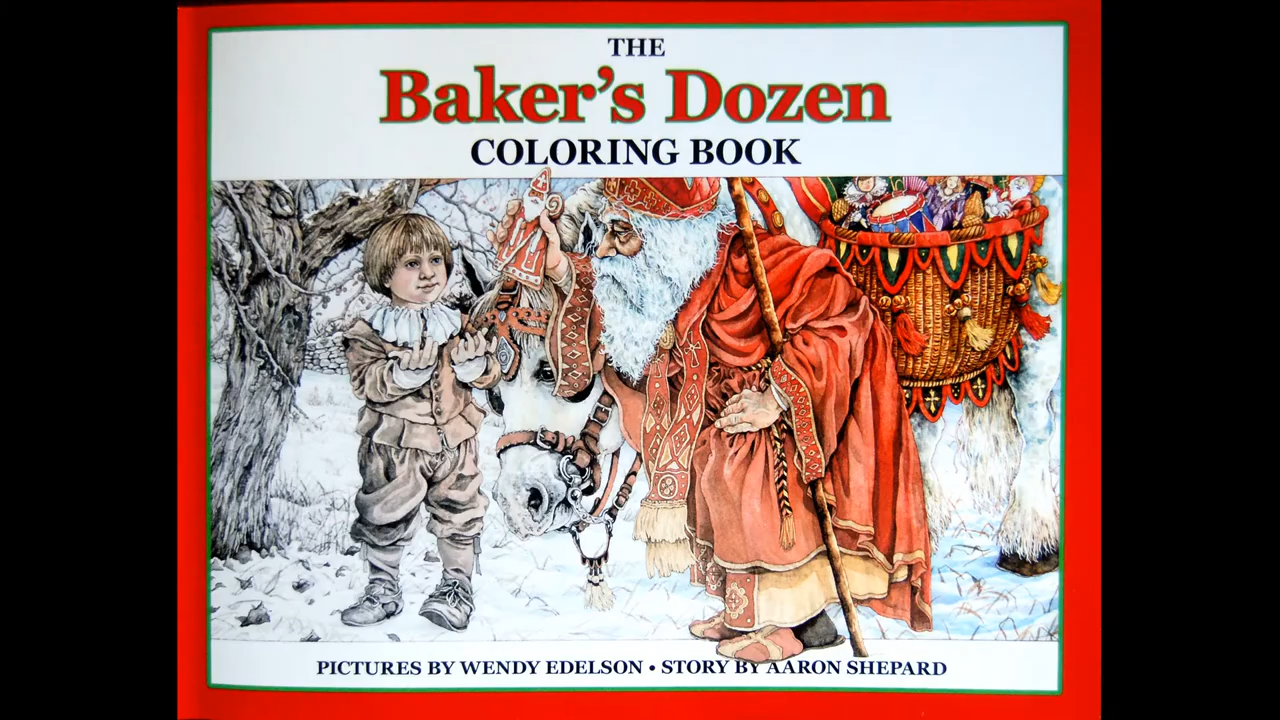 THE
Baker's Dozen
COLORING BOOK
PICTURES BY WENDY EDELSON • STORY BY AARON SHEPARD